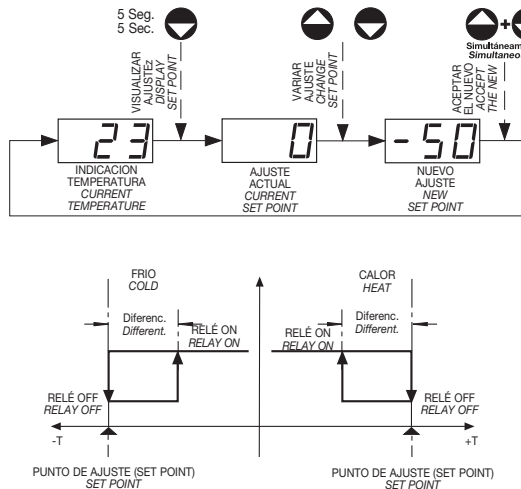 5 Seg.
5 Sec.
Simultáneam
Simultaneo
VISUALIZAR
AJUSTEz
DISPLAY
SET POINT
VARIAR
AJUSTE
CHANGE
SET POINT
ACEPTAR
EL NUEVO
ACCEPT
THE NEW
23
0
-50
INDICACION
TEMPERATURA
CURRENT
TEMPERATURE
AJUSTE
ACTUAL
CURRENT
SET POINT
NUEVO
AJUSTE
NEW
SET POINT
FRIO
COLD
Diferenc.
Different.
RELÉ ON
RELAY ON
RELÉ OFF
RELAY OFF
-T
PUNTO DE AJUSTE (SET POINT)
SET POINT
CALOR
HEAT
Diferenc.
Different.
RELÉ ON
RELAY ON
RELÉ OFF
RELAY OFF
+T
PUNTO DE AJUSTE (SET POINT)
SET POINT